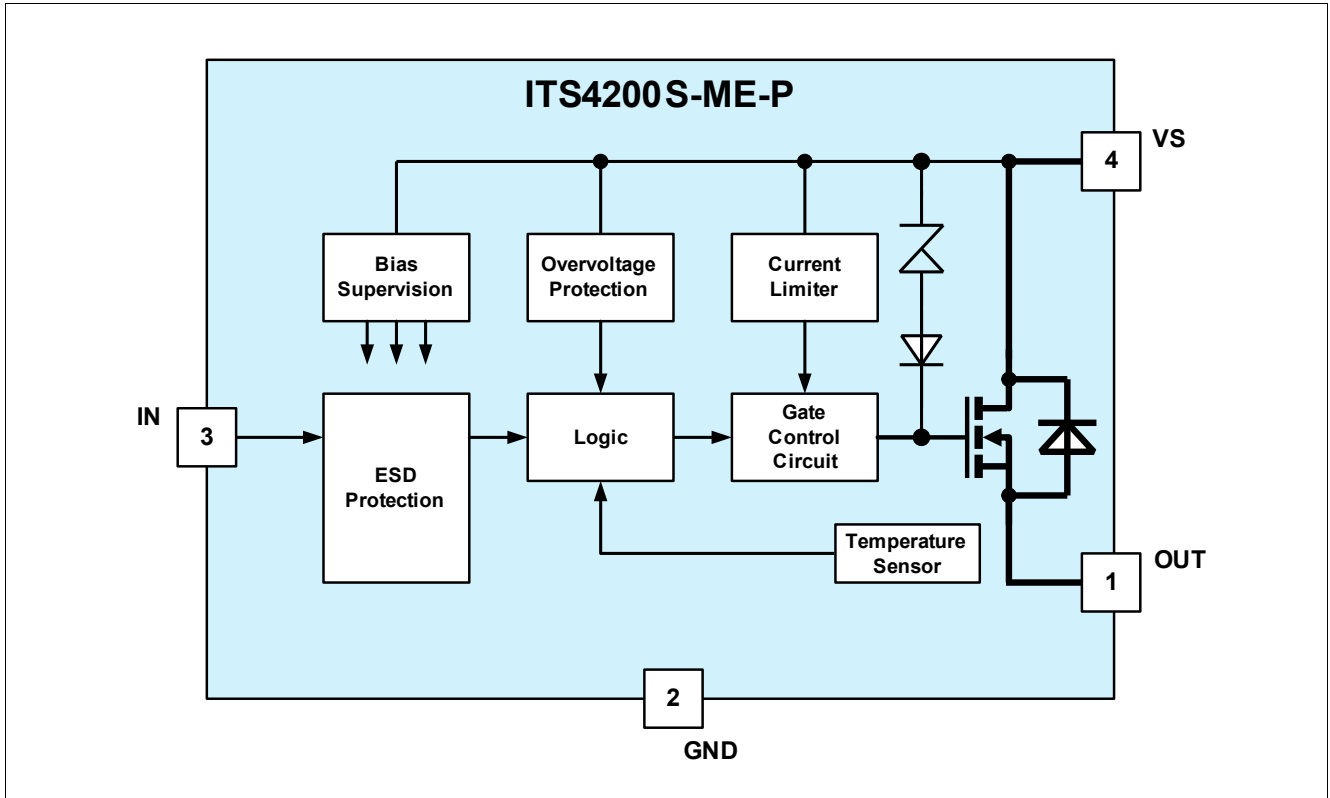 ITS4200S-ME-P
4
VS
Bias
Supervision
Overvoltage
Protection
Current
Limiter
IN
3
ESD
Protection
Logic
Gate
Control
Circuit
Temperature
Sensor
1
OUT
2
GND